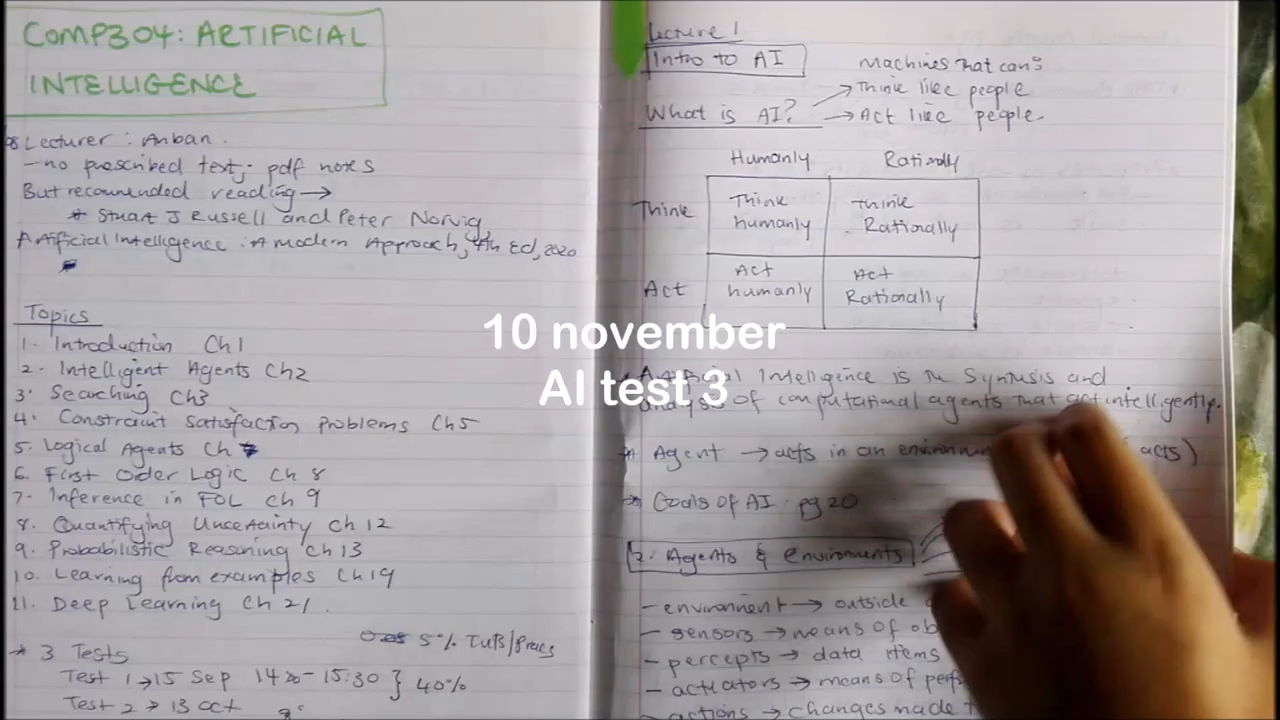 COMP304: ARTIFICIAL
INTELLIGENCE
Lecturer : Anban.
- no prescribed text; pdf notes
But recommended reading →
* Stuart J Russell and Peter Norvig
Artificial Intelligence : A modern Approach, 4th Ed, 2020
Topics
1. Introduction Ch1
2. Intelligent Agents Ch2
3. Searching Ch3
4. Constraint satisfaction problems Ch5
5. Logical Agents Ch 7
6. First Order Logic Ch 8
7. Inference in FOL Ch 9
8. Quantifying Uncertainty Ch 12
9. Probabilistic Reasoning Ch 13
10. Learning from examples Ch 19
11. Deep Learning Ch 21
5% Tuts/Pracs
→ 3 Tests
Test 1 → 15 Sep 14:20 - 15:30 } 40%
Test 2 → 13 Oct
Lecture 1
Intro to AI
Machines that can:
What is AI? → Think like people
→ Act like people.
Humanly Rationally
Think Think humanly Think Rationally
Act Act humanly Act Rationally
10 november
AI test 3
Artificial Intelligence is the Synthesis and
analysis of computational agents that act intelligently.
* Agent → acts in an environment acts)
→ Goals of AI : pg 20
2. Agents & environments
- environment → outside
- sensors → means of
- percepts → data items
- actuators → means of
- actions → changes made